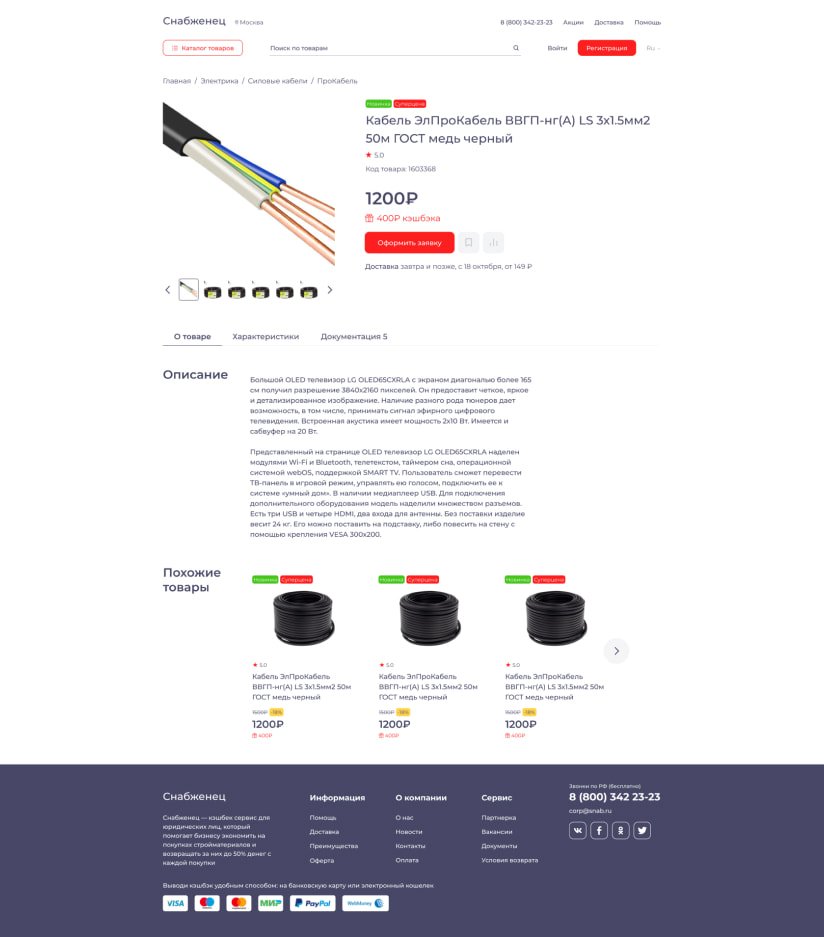 Снабженец
Москва
8 (800) 342-23-23
Акции
Доставка
Помощь
Каталог товаров
Поиск по товарам
Войти
Регистрация
Ru
Главная / Электрика / Силовые кабели / ПроКабель
Новинка Суперцена
Кабель ЭлПроКабель ВВГП-нг(А) LS 3х1.5мм2
50м ГОСТ медь черный
5.0
Код товара: 1603368
1200₽
400₽ кэшбэка
Оформить заявку
Доставка завтра и позже, с 18 октября, от 149 ₽
О товаре
Характеристики
Документация 5
Описание
Большой OLED телевизор LG OLED65CXRLA с экраном диагональю более 165
см получил разрешение 3840x2160 пикселей. Он предоставит четкое, яркое
и детализированное изображение. Наличие разного рода тюнеров дает
возможность, в том числе, принимать сигнал эфирного цифрового
телевидения. Встроенная акустика имеет мощность 2x10 Вт. Имеется и
сабвуфер на 20 Вт.
Представленный на странице OLED телевизор LG OLED65CXRLA наделен
модулями Wi-Fi и Bluetooth, телетекстом, таймером сна, операционной
системой webOS, поддержкой SMART TV. Пользователь сможет перевести
ТВ-панель в игровой режим, управлять ею голосом, подключить ее к
системе «умный дом». В наличии медиаплеер USB. Для подключения
дополнительного оборудования модель наделили множеством разъемов.
Есть три USB и четыре HDMI, два входа для антенны. Без поставки изделие
весит 24 кг. Его можно поставить на подставку, либо повесить на стену с
помощью крепления VESA 300x200.
Похожие
товары
Новинка Суперцена
5.0
Кабель ЭлПроКабель
ВВГП-нг(А) LS 3х1.5мм2 50м
ГОСТ медь черный
1500₽ -18%
1200₽
400₽
Новинка Суперцена
5.0
Кабель ЭлПроКабель
ВВГП-нг(А) LS 3х1.5мм2 50м
ГОСТ медь черный
1500₽ -18%
1200₽
400₽
Новинка Суперцена
5.0
Кабель ЭлПроКабель
ВВГП-нг(А) LS 3х1.5мм2 50м
ГОСТ медь черный
1500₽ -18%
1200₽
400₽
Снабженец
Снабженец — кэшбек сервис для
юридических лиц, который
помогает бизнесу экономить на
покупках стройматериалов и
возвращать за них до 50% денег с
каждой покупки
Информация
Помощь
Доставка
Преимущества
Оферта
О компании
О нас
Новости
Контакты
Оплата
Сервис
Партнерка
Вакансии
Документы
Условия возврата
Звонки по РФ (бесплатно)
8 (800) 342 23-23
corp@snab.ru
Выводи кэшбэк удобным способом: на банковскую карту или электронный кошелек
VISA
МИР
PayPal
WebMoney